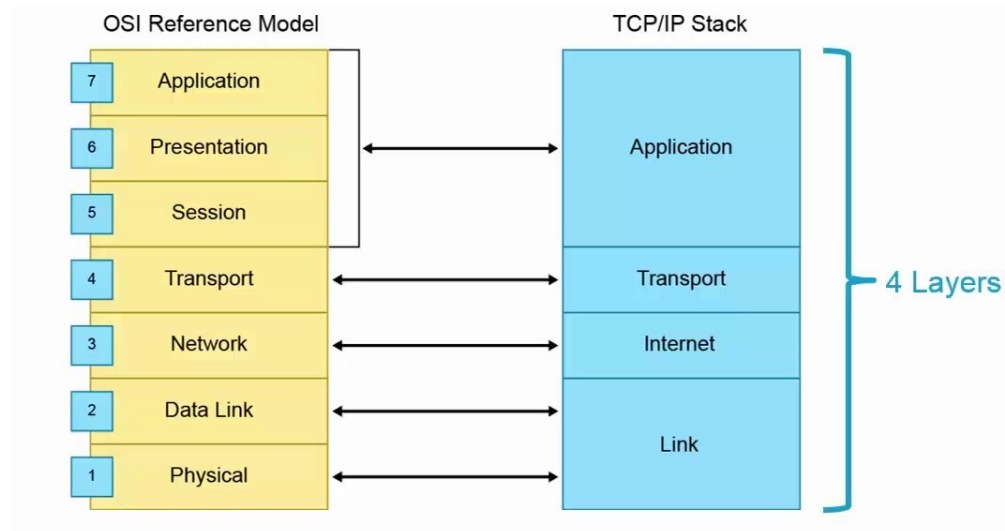 OSI Reference Model
TCP/IP Stack
7
Application
6
Presentation
5
Session
4
Transport
3
Network
2
Data Link
1
Physical
Application
Transport
Internet
Link
4 Layers